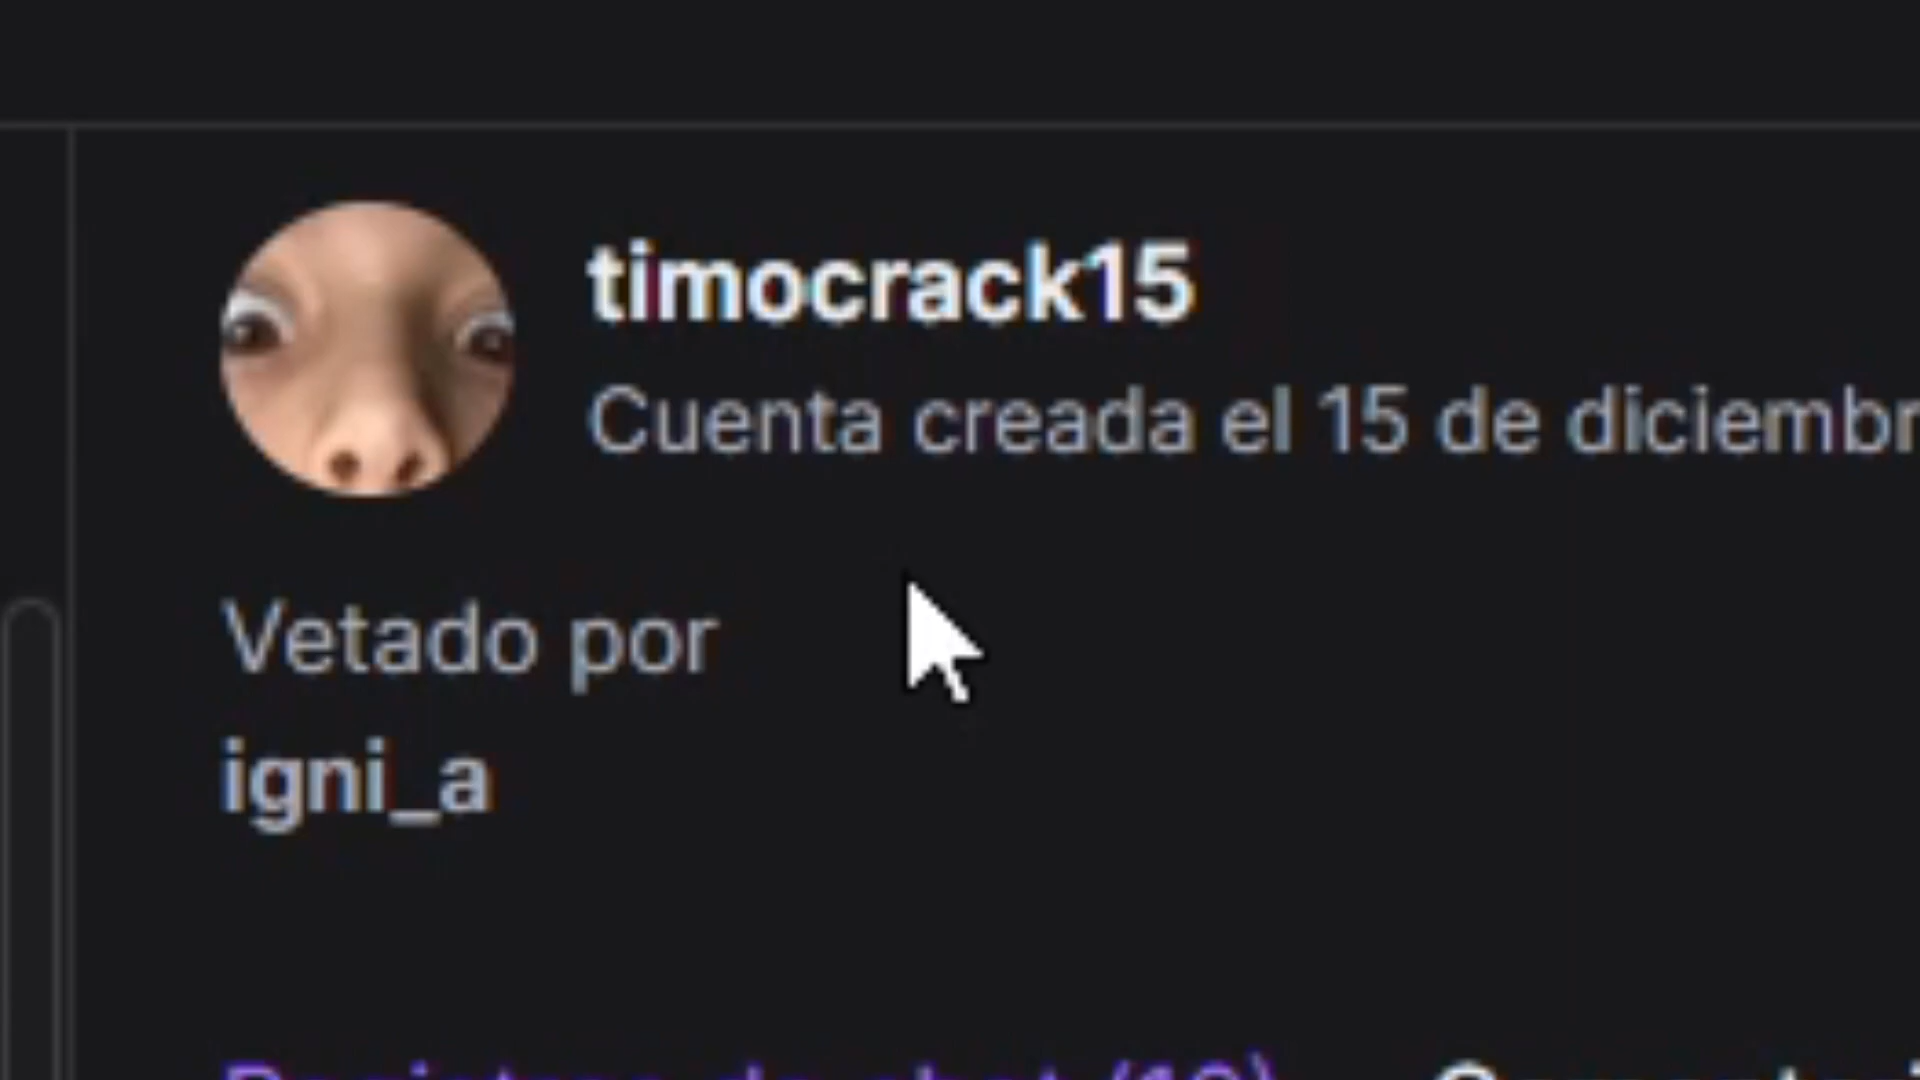 timocrack15
Cuenta creada el 15 de diciembr
Vetado por
igni_a